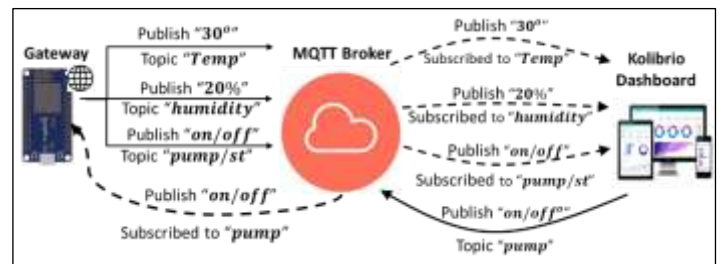 Gateway
Publish "30°"
Topic "Temp"
Publish "20%"
Topic "humidity"
Publish "on/off"
Topic "pump/st"
Publish "on/off"
Subscribed to "pump"
MQTT Broker
Publish "30°"
Subscribed to "Temp"
Publish "20%"
Subscribed to "humidity"
Publish "on/off"
Subscribed to "pump/st"
Publish "on/off°"
Topic "pump"
Kolibrio
Dashboard